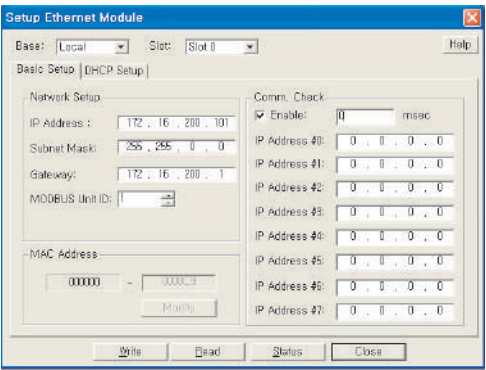 Setup Ethernet Module
Base: Local Slot: Slot 0 Help
Basic Setup DHCP Setup
Network Setup
IP Address : 172 . 16 . 200 . 101
Subnet Mask: 255 . 255 . 0 . 0
Gateway: 172 . 16 . 200 . 1
MODBUS Unit ID: 1
MAC Address
00000 -
Modify
Comm. Check
Enable: 0 msec
IP Address #0: 0 . 0 . 0 . 0
IP Address #1: 0 . 0 . 0 . 0
IP Address #2: 0 . 0 . 0 . 0
IP Address #3: 0 . 0 . 0 . 0
IP Address #4: 0 . 0 . 0 . 0
IP Address #5: 0 . 0 . 0 . 0
IP Address #6: 0 . 0 . 0 . 0
IP Address #7: 0 . 0 . 0 . 0
Write Read Status Close